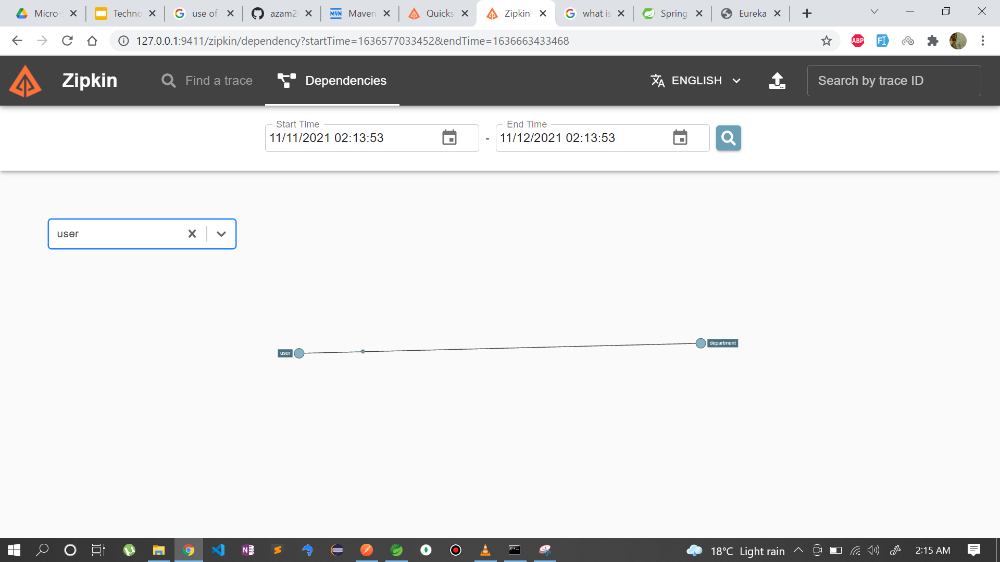 Micro-
Techno
use of
azam2
MVN Maven
Quicks
Zipkin
what is
Spring
Eureka
127.0.0.1:9411/zipkin/dependency?startTime=1636577033452&endTime=1636663433468
ABP
Zipkin
Find a trace
Dependencies
ENGLISH
Search by trace ID
Start Time
11/11/2021 02:13:53
-
End Time
11/12/2021 02:13:53
user
user
department
18°C Light rain
2:15 AM